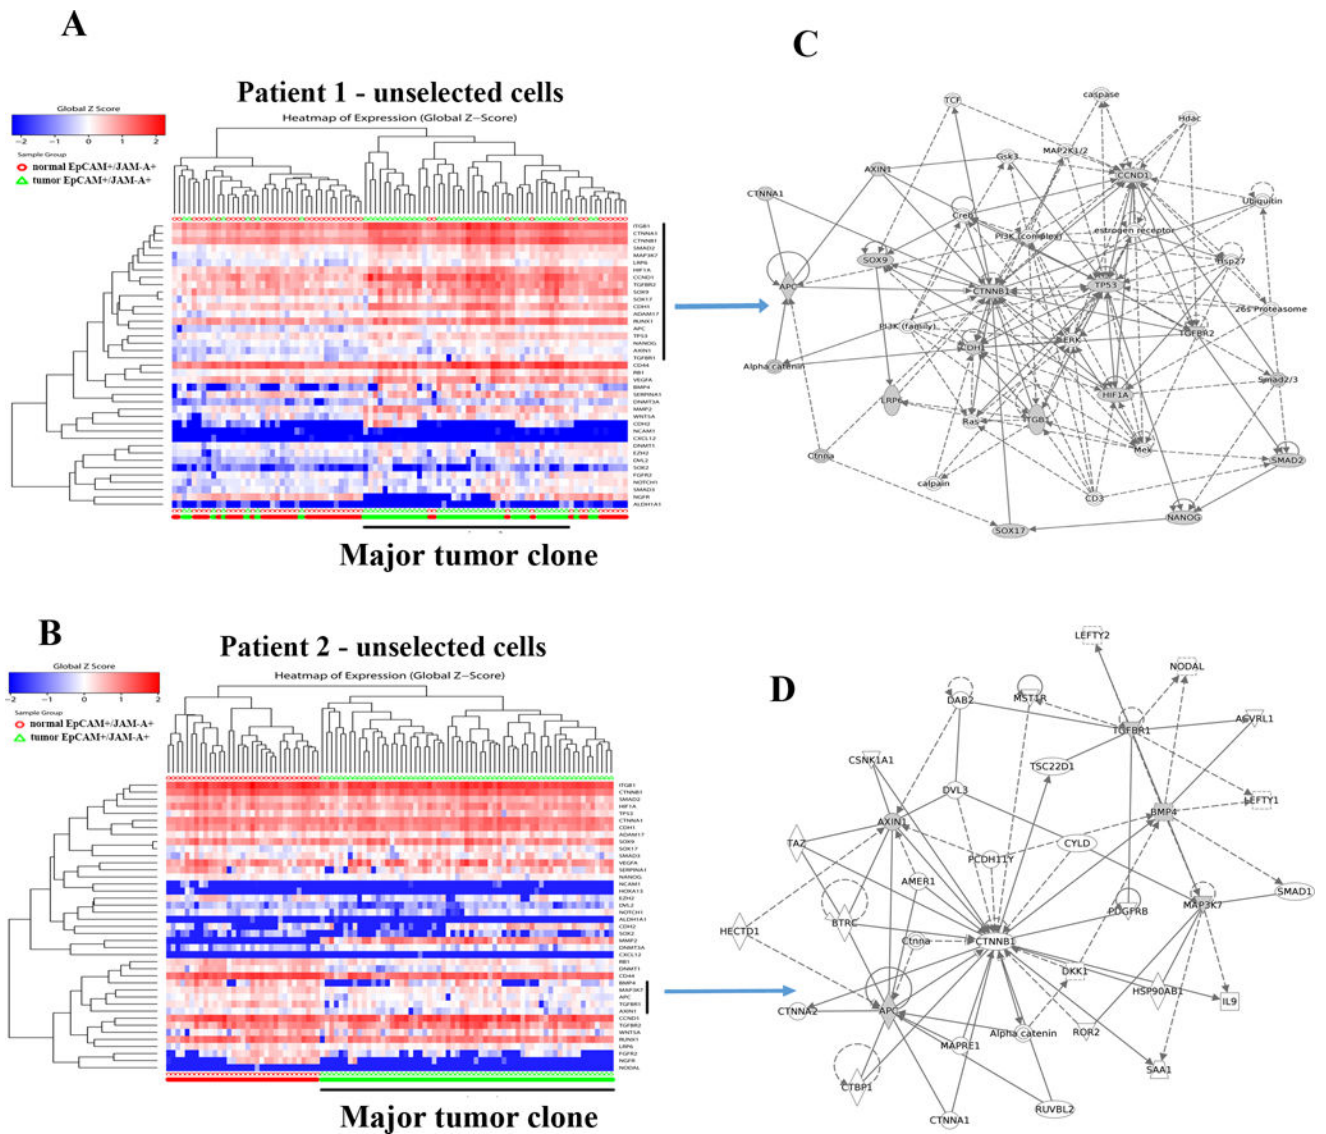 A
Patient 1 - unselected cells
Heatmap of Expression (Global Z−Score)
Global Z Score
−2 −1 0 1 2
Sample Group
normal EpCAM+/JAM-A+
tumor EpCAM+/JAM-A+
ITGB1
CTNNA1
CTNNB1
SMAD2
MAP3K7
LRP6
HIF1A
CCND1
TGFBR2
SOX9
SOX17
CDH1
ADAM17
RUNX1
APC
TP53
NANOG
AXIN1
TGFBR1
CD44
RB1
VEGFA
BMP4
SERPINA1
DNMT3A
MMP2
WNT5A
CDH2
NCAM1
CXCL12
DNMT1
EZH2
DVL2
SOX2
FGFR2
NOTCH1
SMAD3
NGFR
ALDH1A1
Major tumor clone
C
TCF
caspase
Hdac
MAP2K1/2
Gsk3
AXIN1
CCND1
CTNNA1
Ubiquitin
Creb
PI3K (complex)
estrogen receptor
SOX9
Hsp27
APC
CTNNB1
TP53
26s Proteasome
PI3K (family)
TGFBR2
CDH1
ERK
Alpha catenin
Smad2/3
LRP6
HIF1A
Ras
ITGB1
Mek
Ctnna
SMAD2
calpain
CD3
NANOG
SOX17
B
Patient 2 - unselected cells
Heatmap of Expression (Global Z−Score)
Global Z Score
−2 −1 0 1 2
Sample Group
normal EpCAM+/JAM-A+
tumor EpCAM+/JAM-A+
ITGB1
CTNNB1
SMAD2
HIF1A
TP53
CTNNA1
CDH1
ADAM17
SOX9
SOX17
SMAD3
VEGFA
SERPINA1
NANOG
NCAM1
HOXA13
EZH2
DVL2
NOTCH1
ALDH1A1
CDH2
SOX2
MMP2
DNMT3A
CXCL12
RB1
DNMT1
CD44
BMP4
MAP3K7
APC
TGFBR1
AXIN1
CCND1
TGFBR2
WNT5A
RUNX1
LRP6
FGFR2
NGFR
NODAL
Major tumor clone
D
LEFTY2
NODAL
DAB2
MST1R
TGFBR1
ACVRL1
CSNK1A1
TSC22D1
DVL3
LEFTY1
BMP4
AXIN1
TAZ
CYLD
PCDH11Y
AMER1
SMAD1
PDGFRB
MAP3K7
BTRC
HECTD1
Ctnna
CTNNB1
DKK1
HSP90AB1
IL9
CTNNA2
APC
Alpha catenin
ROR2
MAPRE1
SAA1
CTBP1
RUVBL2
CTNNA1